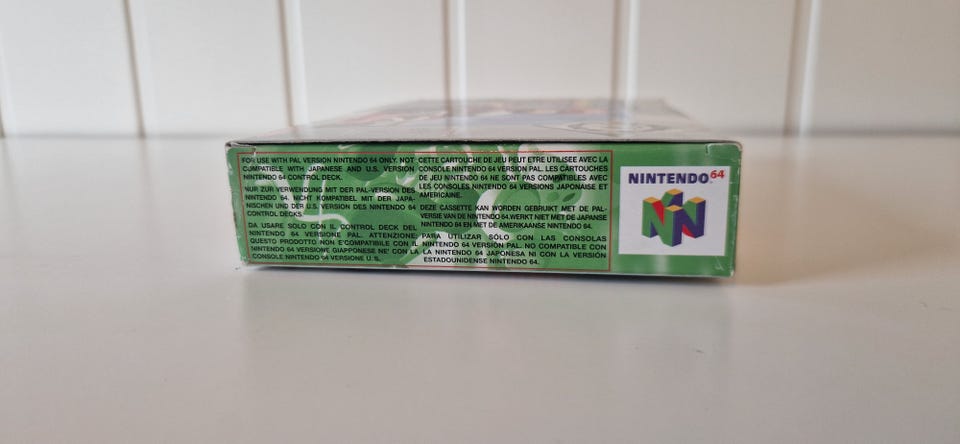 FOR USE WITH PAL VERSION NINTENDO 64 ONLY. NOT
COMPATIBLE WITH JAPANESE AND U.S. VERSION
NINTENDO 64 CONTROL DECK.
NUR ZUR VERWENDUNG MIT DER PAL-VERSION DES
NINTENDO 64. NICHT KOMPATIBEL MIT DER JAPA-
NISCHEN UND DER U.S. VERSION DES NINTENDO 64
CONTROL DECKS.
DA USARE SOLO CON IL CONTROL DECK DEL
NINTENDO 64 VERSIONE PAL. ATTENZIONE:
QUESTO PRODOTTO NON E'COMPATIBILE CON IL
NINTENDO 64 VERSIONE GIAPPONESE NE' CON LA
CONSOLE NINTENDO 64 VERSIONE U.S.
CETTE CARTOUCHE DE JEU PEUT ETRE UTILISEE AVEC LA
CONSOLE NINTENDO 64 VERSION PAL. LES CARTOUCHES
DE JEU NINTENDO 64 NE SONT PAS COMPATIBLES AVEC
LES CONSOLES NINTENDO 64 VERSIONS JAPONAISE ET
AMERICAINE.
DEZE CASSETTE KAN WORDEN GEBRUIKT MET DE PAL-
VERSIE VAN DE NINTENDO 64.WERKT NIET MET DE JAPANSE
NINTENDO 64 EN MET DE AMERIKAANSE NINTENDO 64.
PARA UTILIZAR SÓLO CON LAS CONSOLAS
NINTENDO 64 VERSION PAL. NO COMPATIBLE CON
LA NINTENDO 64 JAPONESA NI CON LA VERSIÓN
ESTADOUNIDENSE NINTENDO 64.
NINTENDO 64